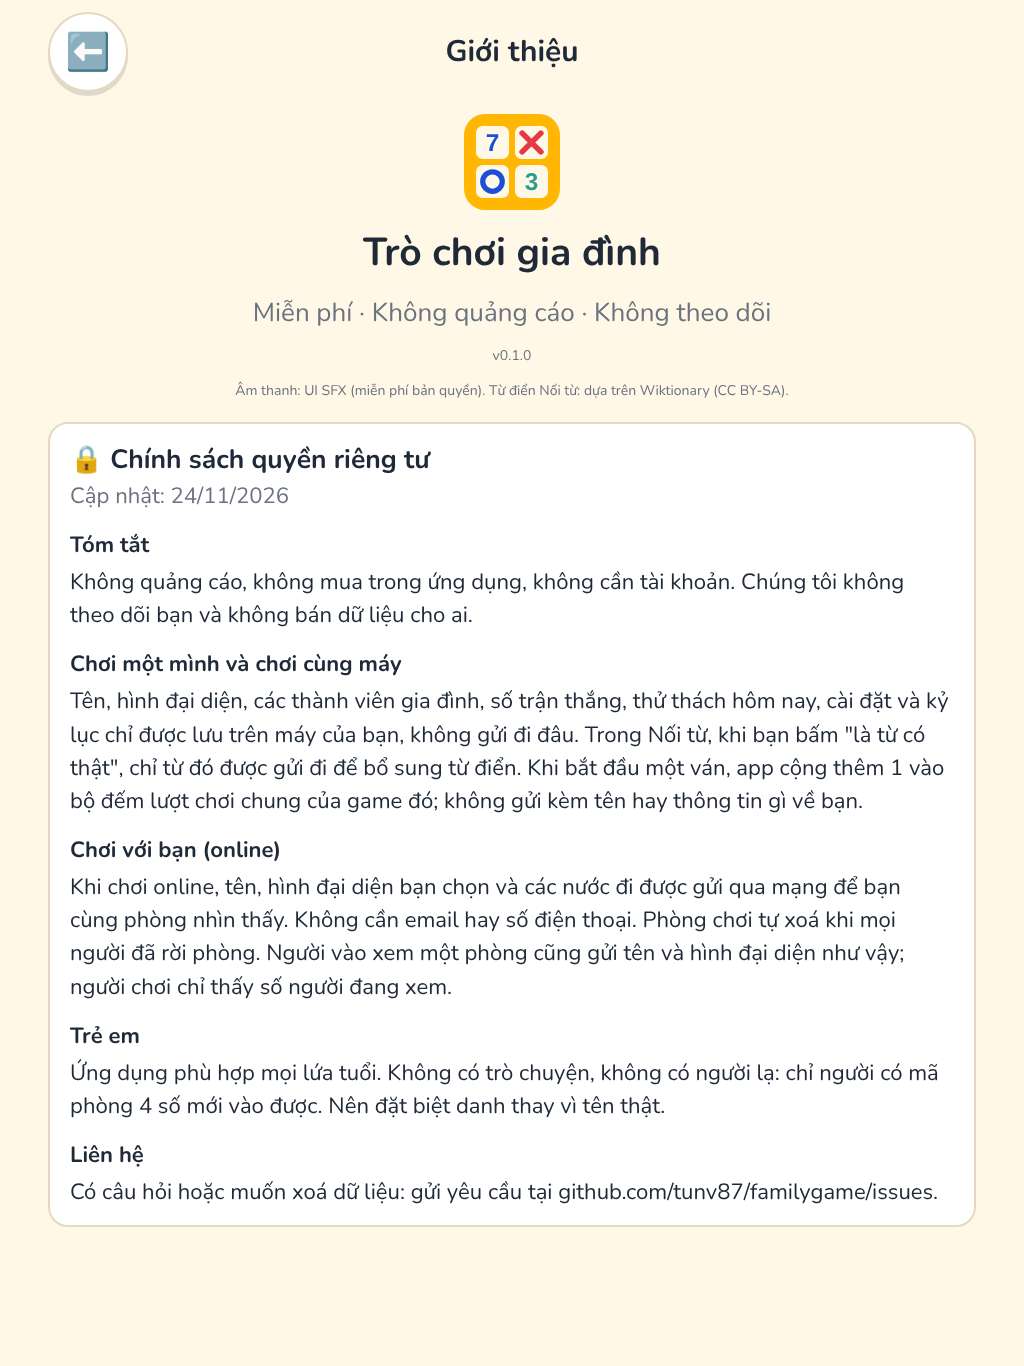 Giới thiệu
7
3
Trò chơi gia đình
Miễn phí · Không quảng cáo · Không theo dõi
v0.1.0
Âm thanh: UI SFX (miễn phí bản quyền). Từ điển Nối từ: dựa trên Wiktionary (CC BY-SA).
🔒 Chính sách quyền riêng tư
Cập nhật: 24/11/2026
Tóm tắt
Không quảng cáo, không mua trong ứng dụng, không cần tài khoản. Chúng tôi không
theo dõi bạn và không bán dữ liệu cho ai.
Chơi một mình và chơi cùng máy
Tên, hình đại diện, các thành viên gia đình, số trận thắng, thử thách hôm nay, cài đặt và kỷ
lục chỉ được lưu trên máy của bạn, không gửi đi đâu. Trong Nối từ, khi bạn bấm "là từ có
thật", chỉ từ đó được gửi đi để bổ sung từ điển. Khi bắt đầu một ván, app cộng thêm 1 vào
bộ đếm lượt chơi chung của game đó; không gửi kèm tên hay thông tin gì về bạn.
Chơi với bạn (online)
Khi chơi online, tên, hình đại diện bạn chọn và các nước đi được gửi qua mạng để bạn
cùng phòng nhìn thấy. Không cần email hay số điện thoại. Phòng chơi tự xoá khi mọi
người đã rời phòng. Người vào xem một phòng cũng gửi tên và hình đại diện như vậy;
người chơi chỉ thấy số người đang xem.
Trẻ em
Ứng dụng phù hợp mọi lứa tuổi. Không có trò chuyện, không có người lạ: chỉ người có mã
phòng 4 số mới vào được. Nên đặt biệt danh thay vì tên thật.
Liên hệ
Có câu hỏi hoặc muốn xoá dữ liệu: gửi yêu cầu tại github.com/tunv87/familygame/issues.